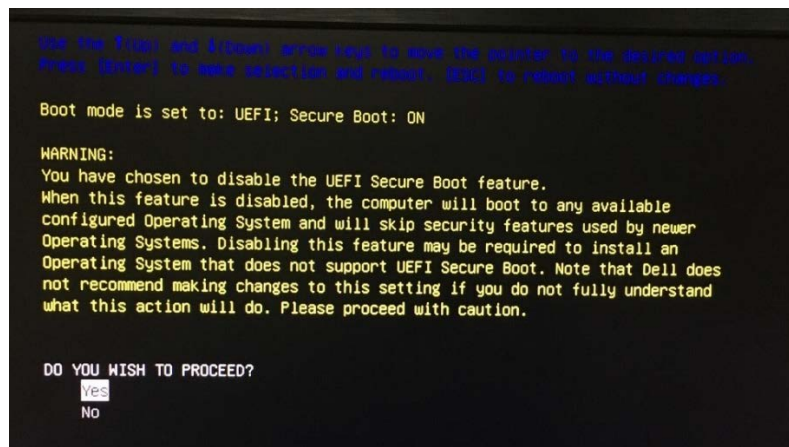 Use the ↑(Up) and ↓(Down) arrow keys to move the pointer to the desired option.
Press [Enter] to make selection and reboot. [ESC] to reboot without changes.
Boot mode is set to: UEFI; Secure Boot: ON
WARNING:
You have chosen to disable the UEFI Secure Boot feature.
When this feature is disabled, the computer will boot to any available
configured Operating System and will skip security features used by newer
Operating Systems. Disabling this feature may be required to install an
Operating System that does not support UEFI Secure Boot. Note that Dell does
not recommend making changes to this setting if you do not fully understand
what this action will do. Please proceed with caution.
DO YOU WISH TO PROCEED?
Yes
No